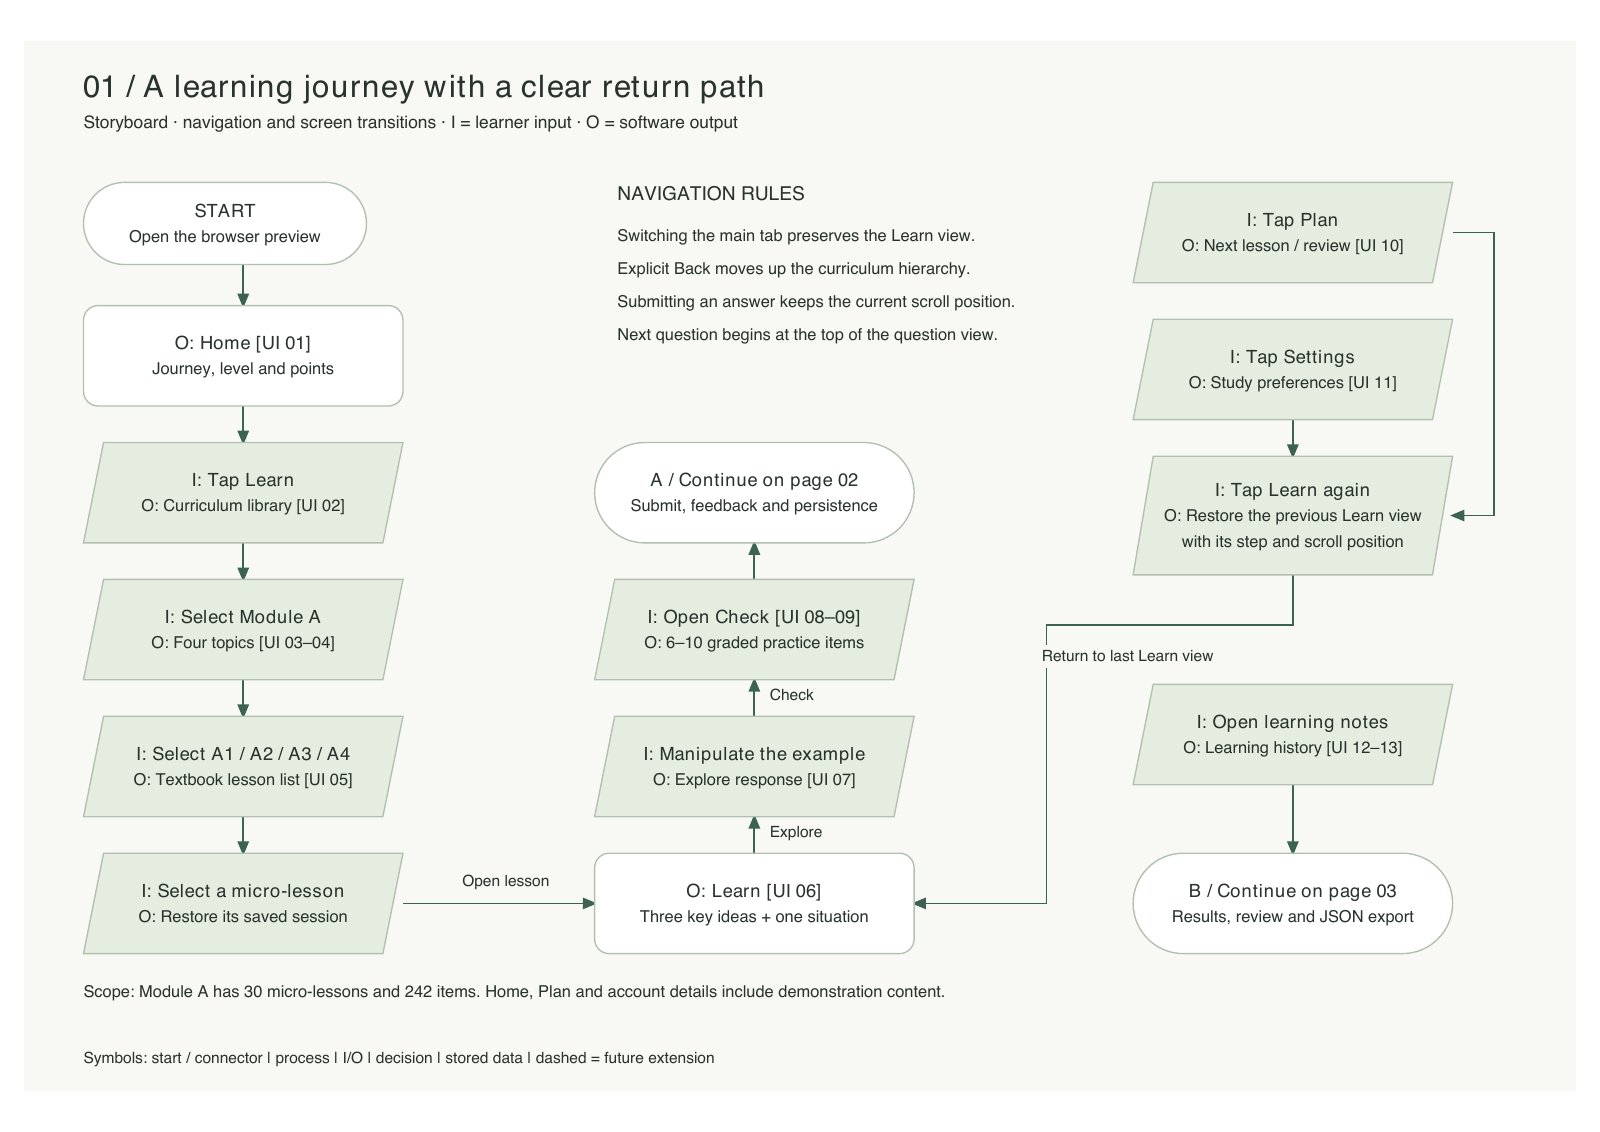 01 / A learning journey with a clear return path
Storyboard · navigation and screen transitions · I = learner input · O = software output
START
Open the browser preview
O: Home [UI 01]
Journey, level and points
I: Tap Learn
O: Curriculum library [UI 02]
I: Select Module A
O: Four topics [UI 03–04]
I: Select A1 / A2 / A3 / A4
O: Textbook lesson list [UI 05]
I: Select a micro-lesson
O: Restore its saved session
Open lesson
NAVIGATION RULES
Switching the main tab preserves the Learn view.
Explicit Back moves up the curriculum hierarchy.
Submitting an answer keeps the current scroll position.
Next question begins at the top of the question view.
A / Continue on page 02
Submit, feedback and persistence
I: Open Check [UI 08–09]
O: 6–10 graded practice items
Check
I: Manipulate the example
O: Explore response [UI 07]
Explore
O: Learn [UI 06]
Three key ideas + one situation
I: Tap Plan
O: Next lesson / review [UI 10]
I: Tap Settings
O: Study preferences [UI 11]
I: Tap Learn again
O: Restore the previous Learn view
with its step and scroll position
Return to last Learn view
I: Open learning notes
O: Learning history [UI 12–13]
B / Continue on page 03
Results, review and JSON export
Scope: Module A has 30 micro-lessons and 242 items. Home, Plan and account details include demonstration content.
Symbols: start / connector | process | I/O | decision | stored data | dashed = future extension